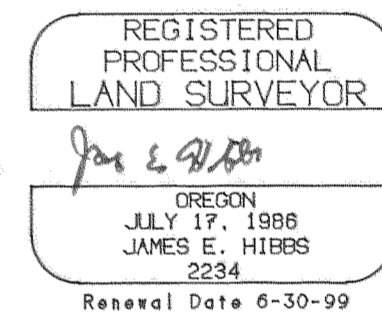 REGISTERED
PROFESSIONAL
LAND SURVEYOR
OREGON
JULY 17, 1986
JAMES E. HIBBS
2234
Renewal Date 6-30-99